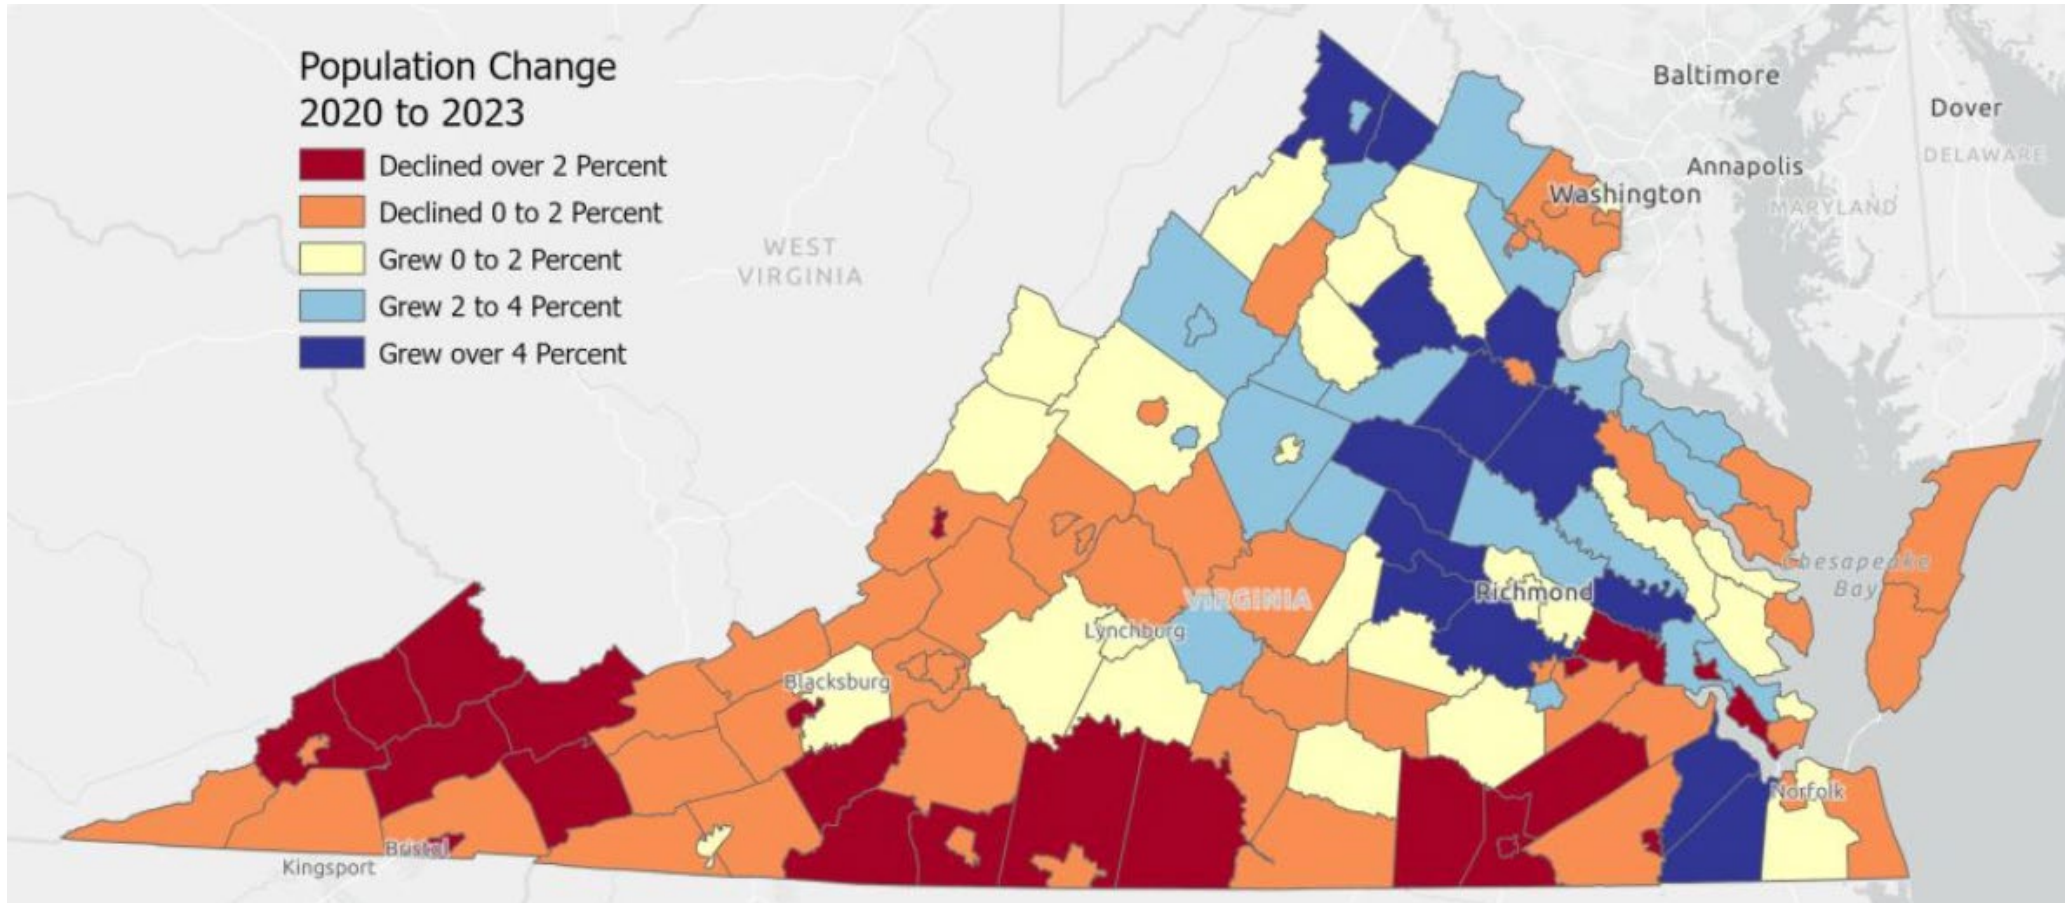 Population Change
2020 to 2023
Declined over 2 Percent
Declined 0 to 2 Percent
Grew 0 to 2 Percent
Grew 2 to 4 Percent
Grew over 4 Percent
Baltimore
Dover
Annapolis
DELAWARE
Washington
MARYLAND
WEST
VIRGINIA
Chesapeake
Bay
Richmond
VIRGINIA
Lynchburg
Blacksburg
Norfolk
Bristol
Kingsport